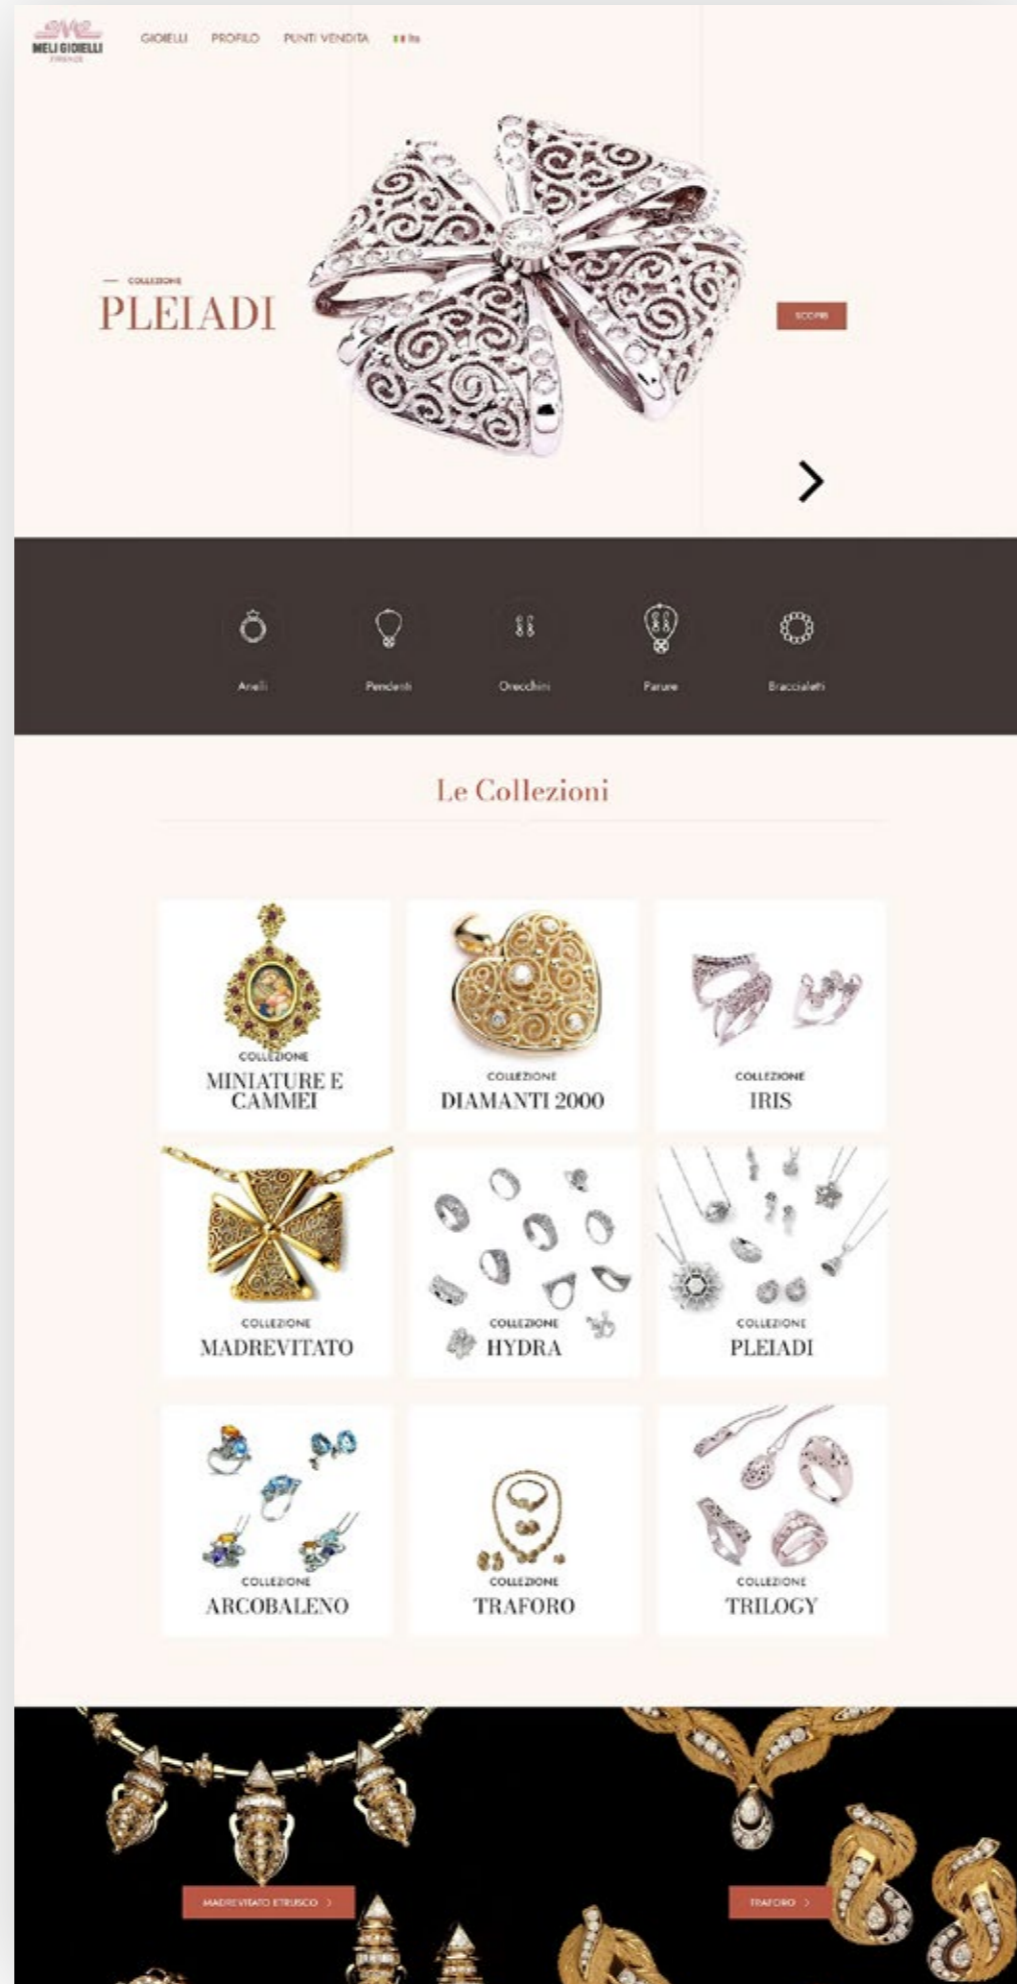 MELI GIOIELLI
FIRENZE
GIOIELLI PROFILO PUNTI VENDITA Ita
COLLEZIONE
PLEIADI
SCOPRI
Anelli Pendenti Orecchini Parure Braccialetti
Le Collezioni
COLLEZIONE
MINIATURE E
CAMMEI
COLLEZIONE
DIAMANTI 2000
COLLEZIONE
IRIS
COLLEZIONE
MADREVITATO
COLLEZIONE
HYDRA
COLLEZIONE
PLEIADI
COLLEZIONE
ARCOBALENO
COLLEZIONE
TRAFORO
COLLEZIONE
TRILOGY
MADREVITATO ETRUSCO
TRAFORO